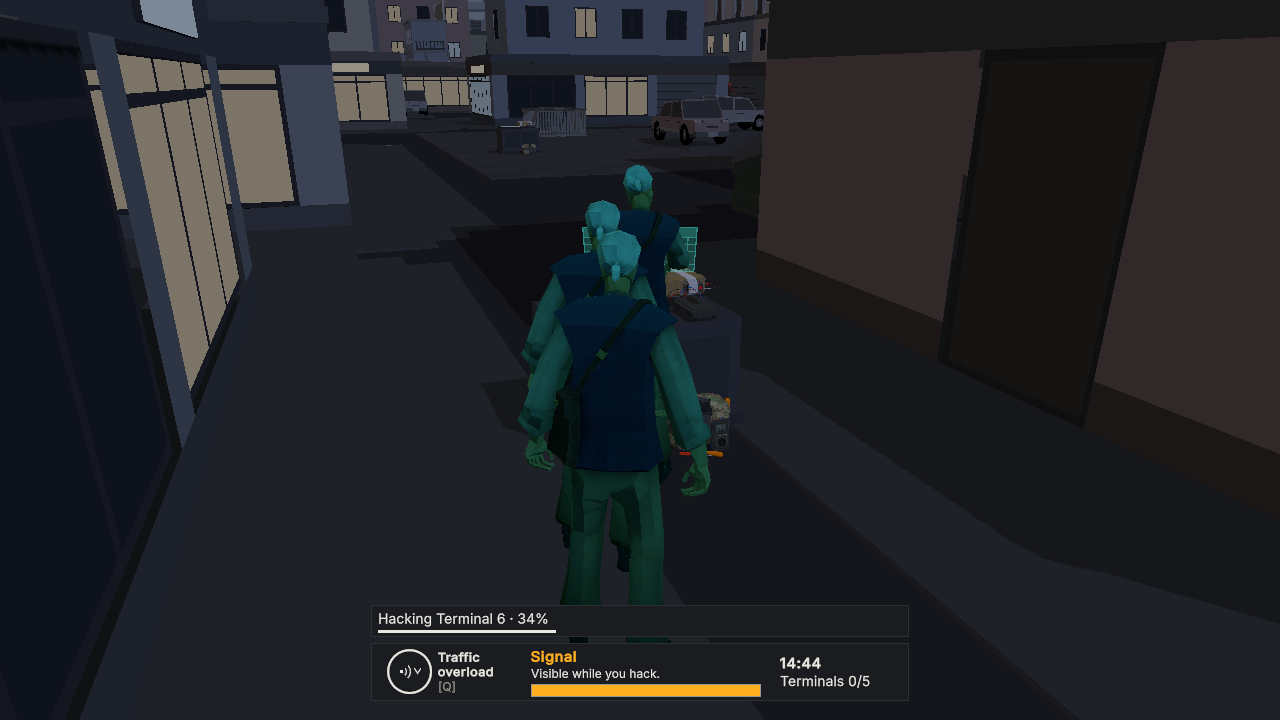 Hacking Terminal 6 · 34%
Traffic
overload
[Q]
Signal
Visible while you hack.
14:44
Terminals 0/5